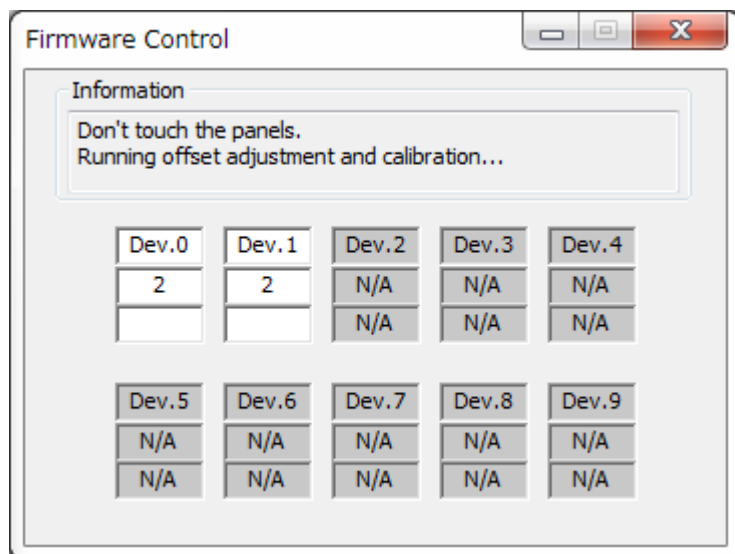 Firmware Control
Information
Don't touch the panels.
Running offset adjustment and calibration...
Dev.0 Dev.1 Dev.2 Dev.3 Dev.4
2 2 N/A N/A N/A
N/A N/A N/A
Dev.5 Dev.6 Dev.7 Dev.8 Dev.9
N/A N/A N/A N/A N/A
N/A N/A N/A N/A N/A